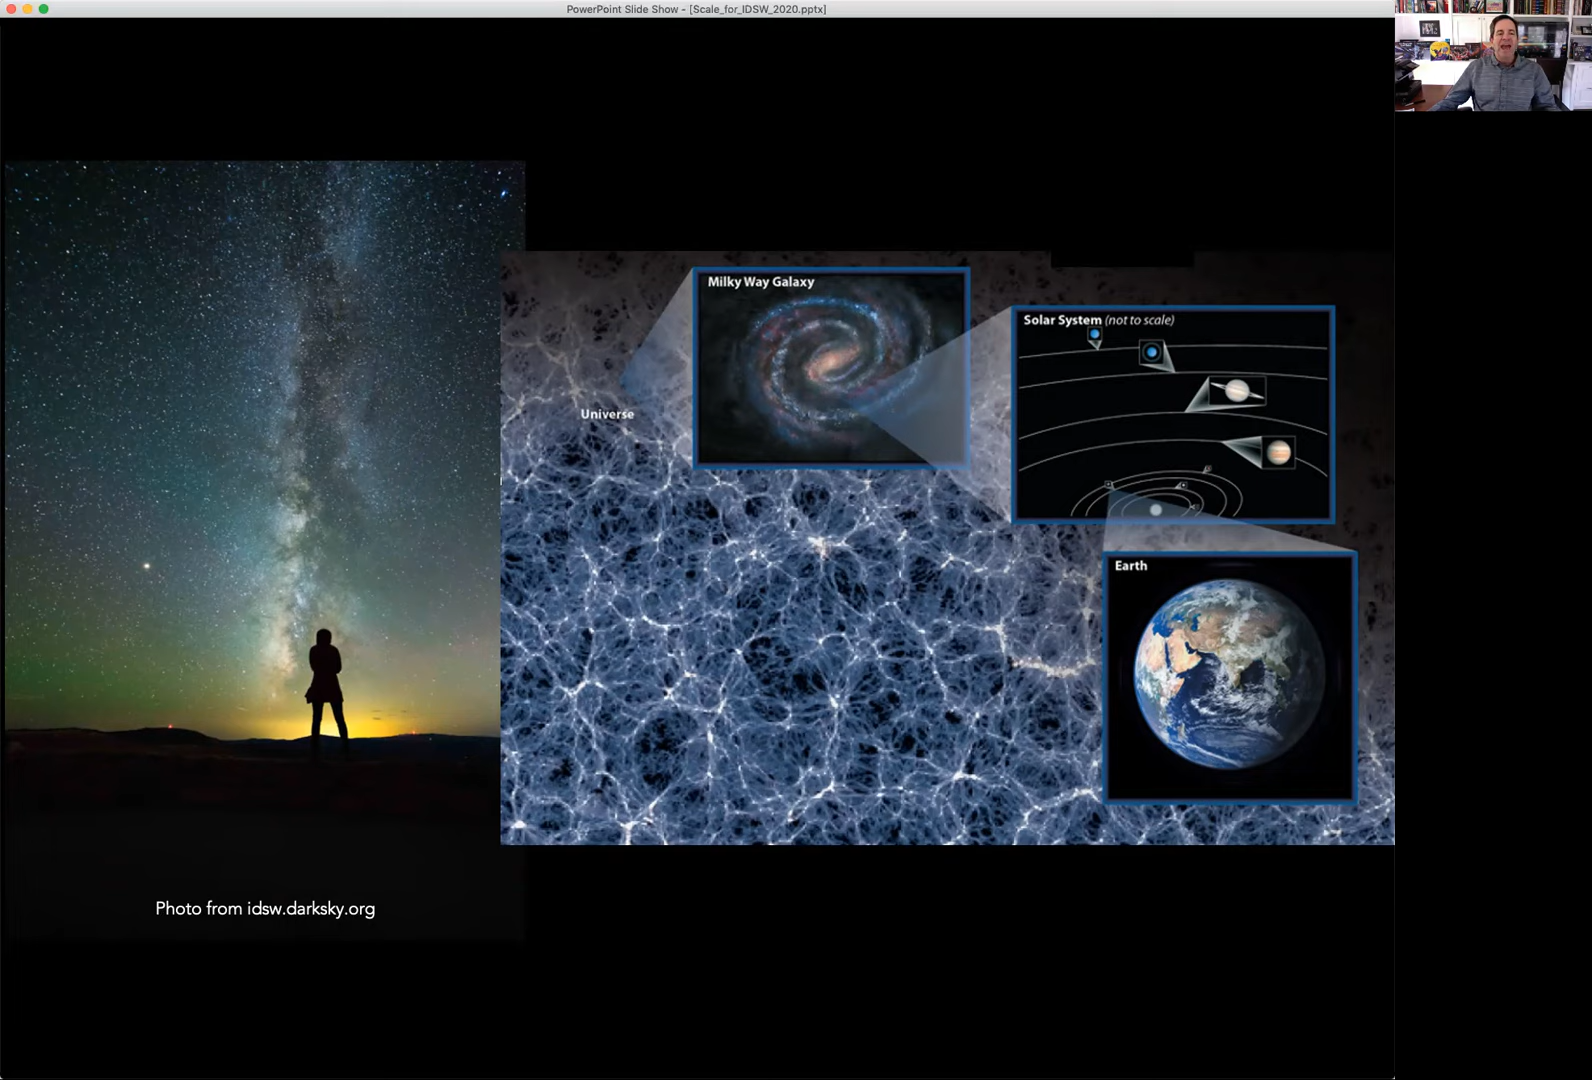 PowerPoint Slide Show - [Scale_for_IDSW_2020.pptx]
Milky Way Galaxy
Solar System (not to scale)
Universe
Earth
Photo from idsw.darksky.org